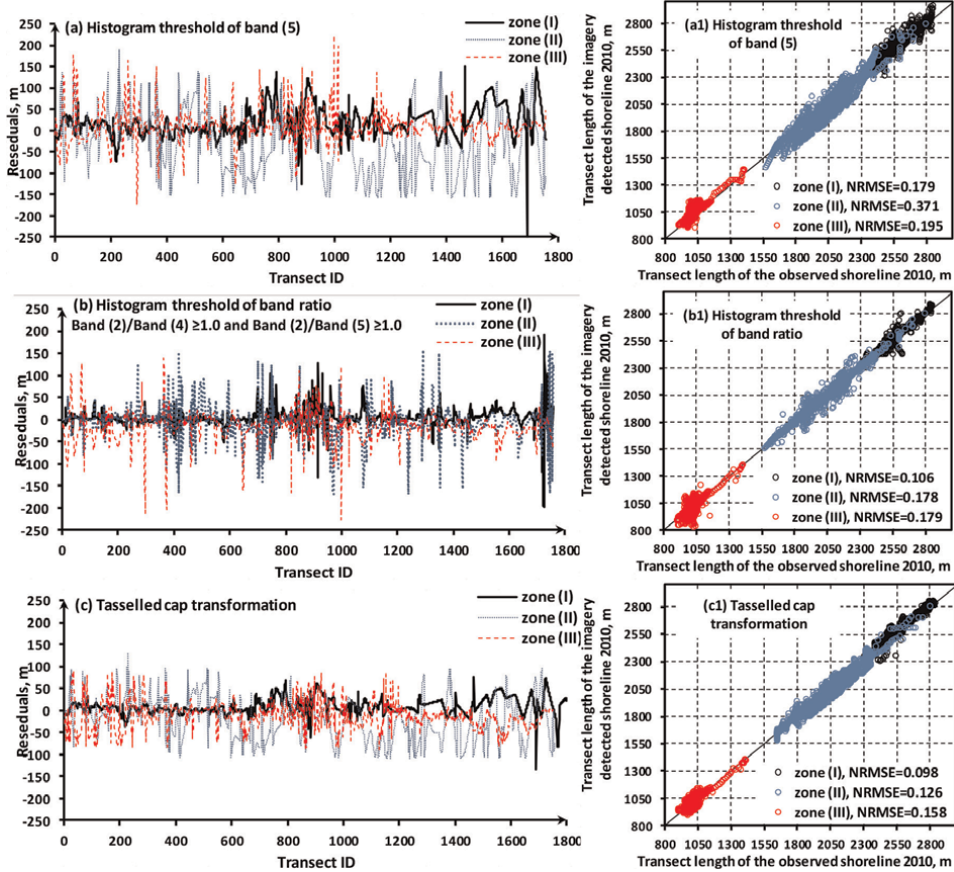 (a) Histogram threshold of band (5)
zone (I)
zone (II)
zone (III)
Reseduals, m
250
200
150
100
50
0
-50
-100
-150
-200
-250
0 200 400 600 800 1000 1200 1400 1600 1800
Transect ID
(a1) Histogram threshold
of band (5)
Transect length of the imagery
detected shoreline 2010, m
2800
2550
2300
2050
1800
1550
1300
1050
800
zone (I), NRMSE=0.179
zone (II), NRMSE=0.371
zone (III), NRMSE=0.195
800 1050 1300 1550 1800 2050 2300 2550 2800
Transect length of the observed shoreline 2010, m
(b) Histogram threshold of band ratio
Band (2)/Band (4) ≥1.0 and Band (2)/Band (5) ≥1.0
zone (I)
zone (II)
zone (III)
Reseduals, m
250
200
150
100
50
0
-50
-100
-150
-200
-250
0 200 400 600 800 1000 1200 1400 1600 1800
Transect ID
(b1) Histogram threshold
of band ratio
Transect length of the imagery
detected shoreline 2010, m
2800
2550
2300
2050
1800
1550
1300
1050
800
zone (I), NRMSE=0.106
zone (II), NRMSE=0.178
zone (III), NRMSE=0.179
800 1050 1300 1550 1800 2050 2300 2550 2800
Transect length of the observed shoreline 2010, m
(c) Tasselled cap transformation
zone (I)
zone (II)
zone (III)
Reseduals, m
250
200
150
100
50
0
-50
-100
-150
-200
-250
0 200 400 600 800 1000 1200 1400 1600 1800
Transect ID
(c1) Tasselled cap
transformation
Transect length of the imagery
detected shoreline 2010, m
2800
2550
2300
2050
1800
1550
1300
1050
800
zone (I), NRMSE=0.098
zone (II), NRMSE=0.126
zone (III), NRMSE=0.158
800 1050 1300 1550 1800 2050 2300 2550 2800
Transect length of the observed shoreline 2010, m